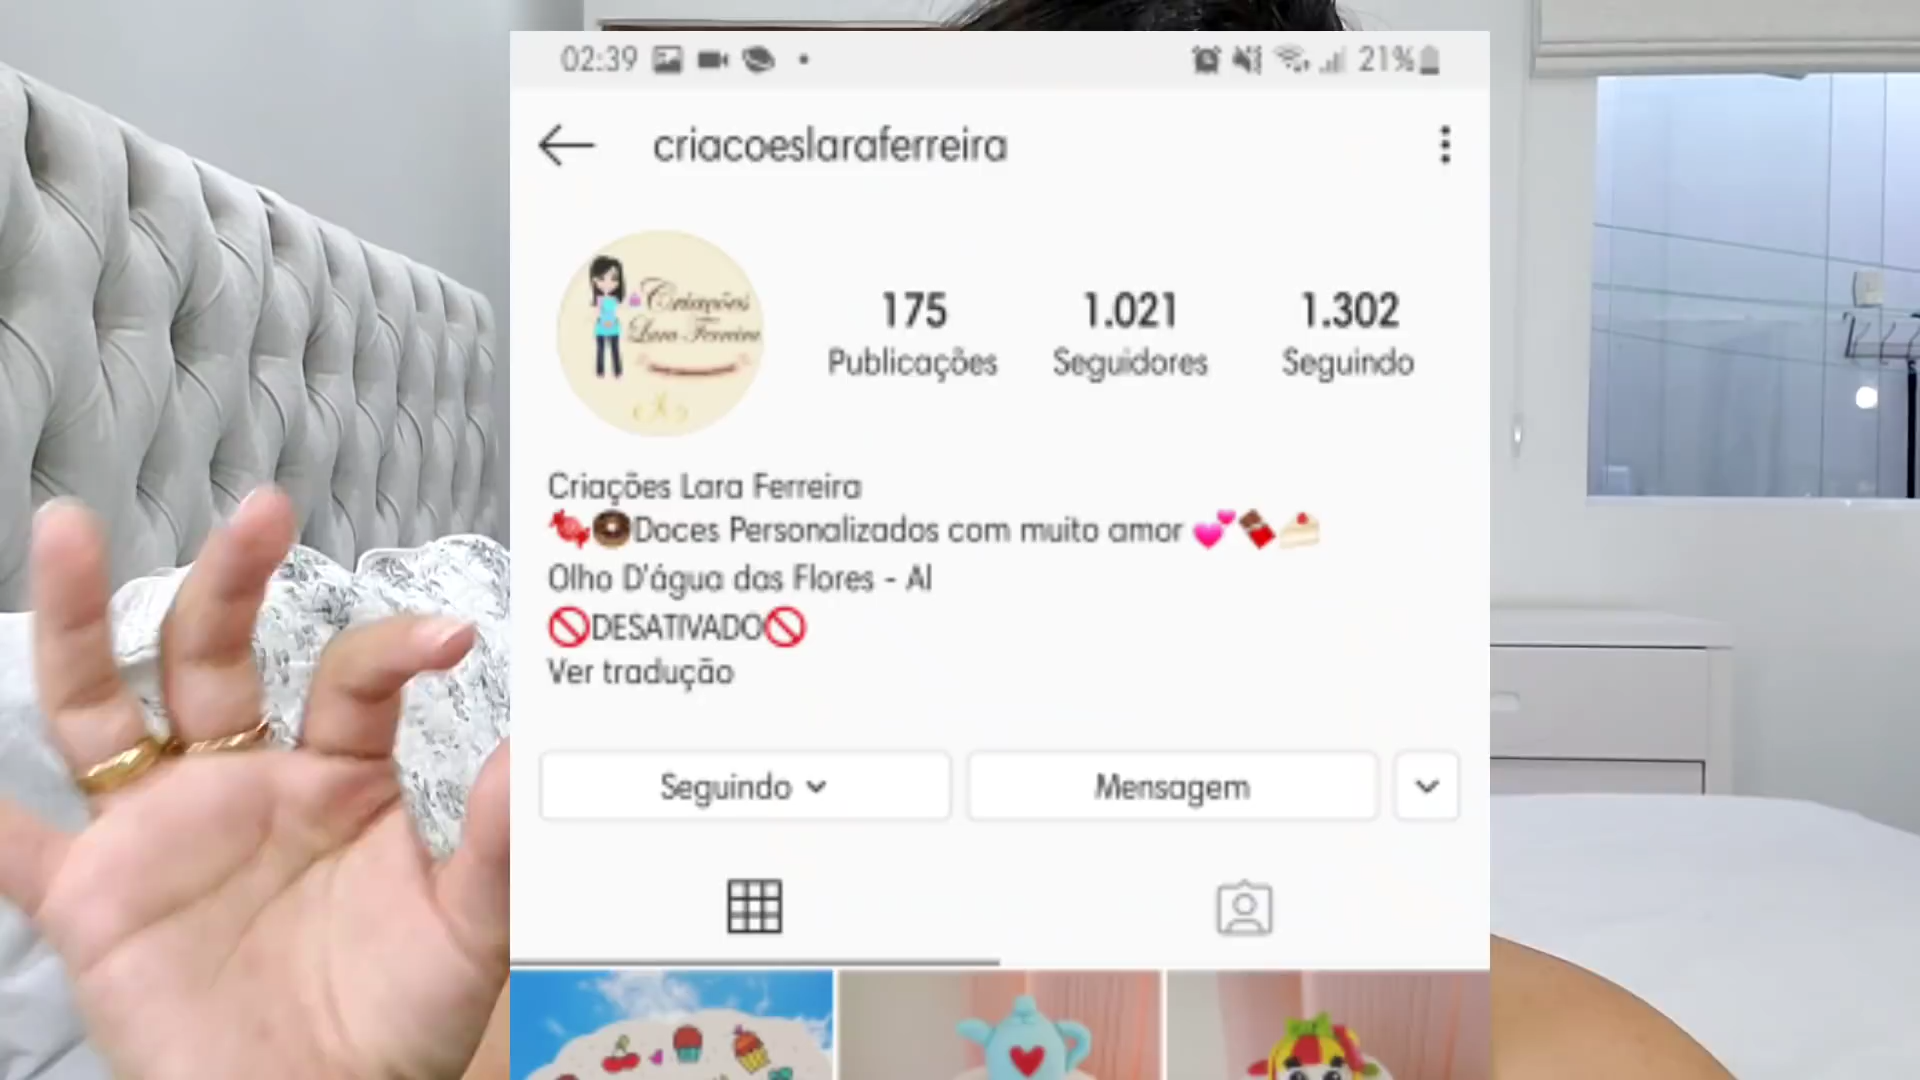 02:39
21%
criacoeslaraferreira
Criações
Lara Ferreira
175
Publicações
1.021
Seguidores
1.302
Seguindo
Criações Lara Ferreira
Doces Personalizados com muito amor
Olho D'água das Flores - Al
DESATIVADO
Ver tradução
Seguindo
Mensagem